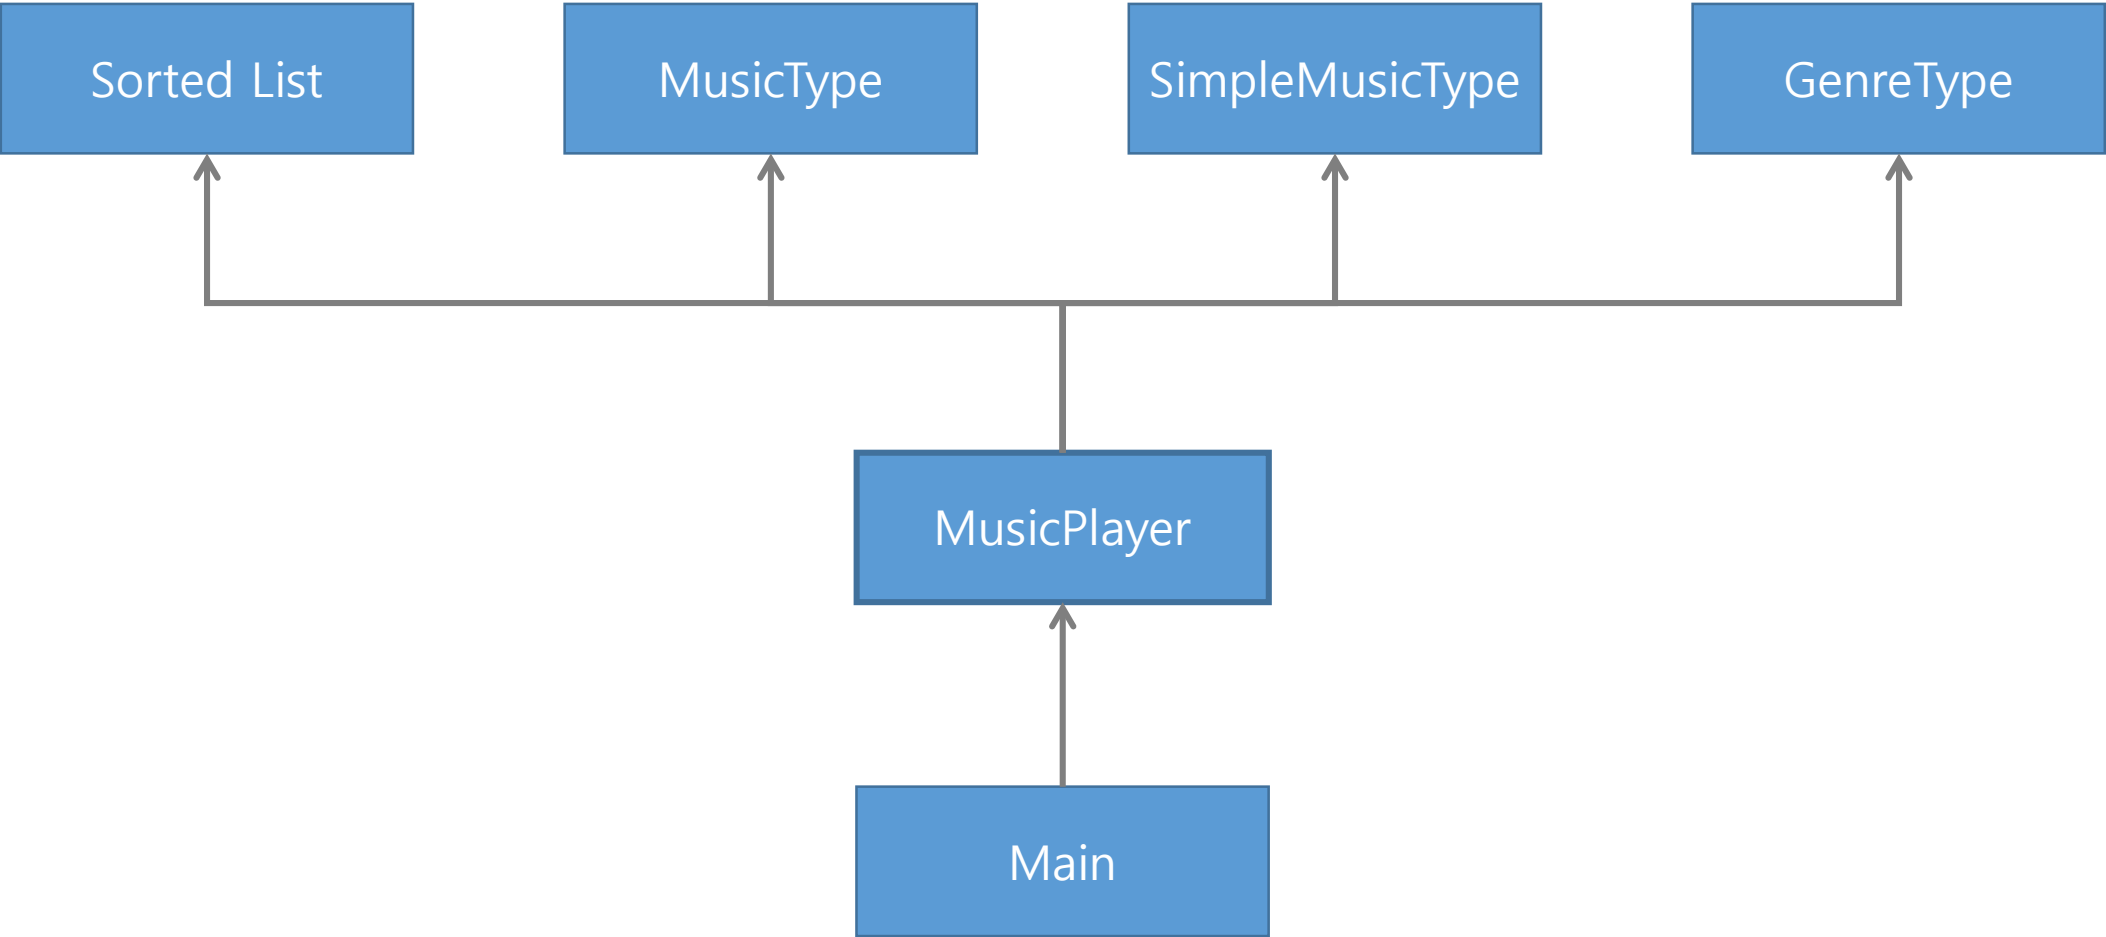 Sorted List
MusicType
SimpleMusicType
GenreType
MusicPlayer
Main